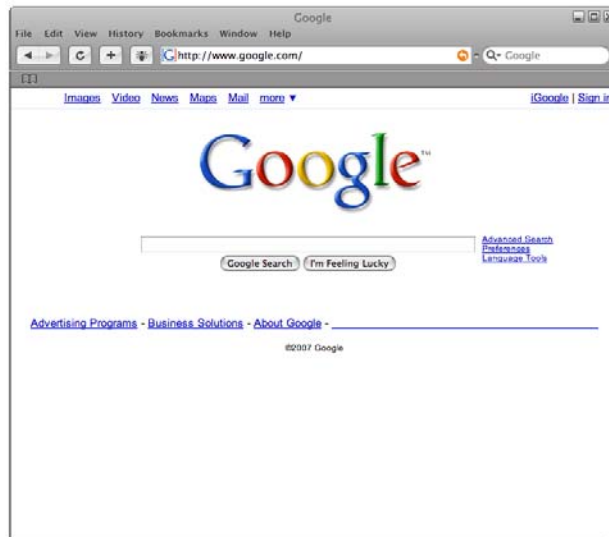 Google
File Edit View History Bookmarks Window Help
http://www.google.com/ Google
Images Video News Maps Mail more ▼ iGoogle | Sign in
Google™
Advanced Search
Preferences
Language Tools
Google Search I'm Feeling Lucky
Advertising Programs - Business Solutions - About Google -
©2007 Google